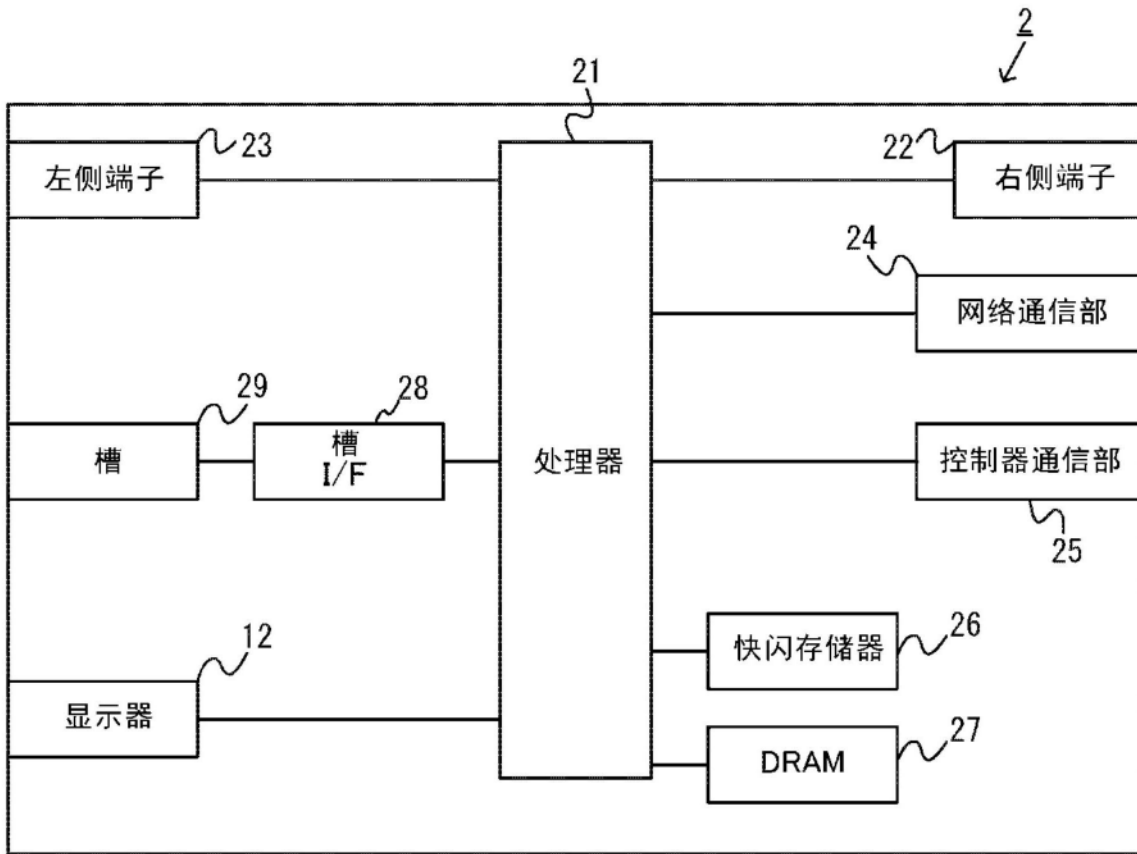 2
21
23
左侧端子
22
右侧端子
24
网络通信部
29
槽
28
槽
I/F
处理器
控制器通信部
25
12
显示器
快闪存储器
26
DRAM
27